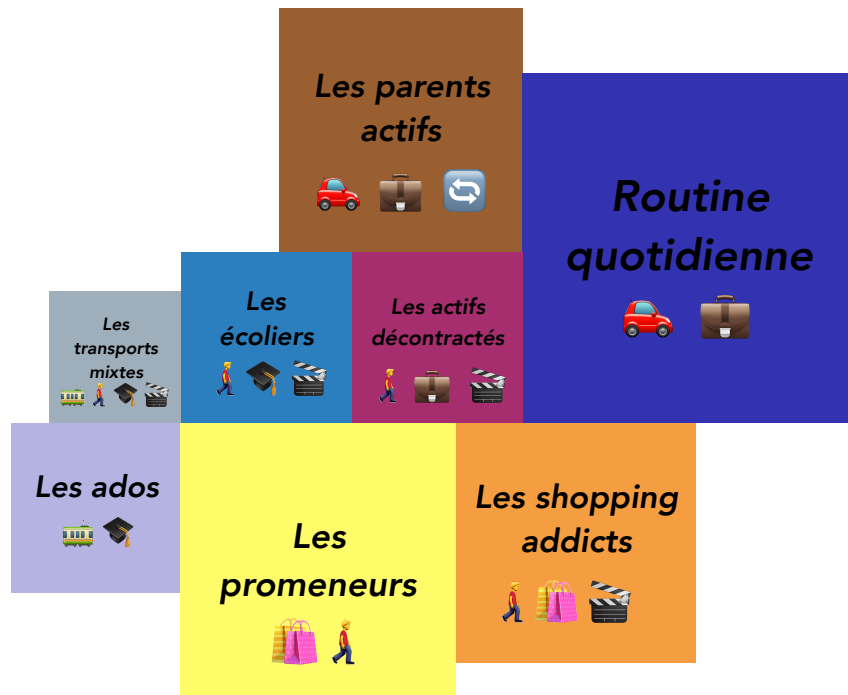 Les parents
actifs
Routine
quotidienne
Les
transports
mixtes
Les
écoliers
Les actifs
décontractés
Les ados
Les
promeneurs
Les shopping
addicts